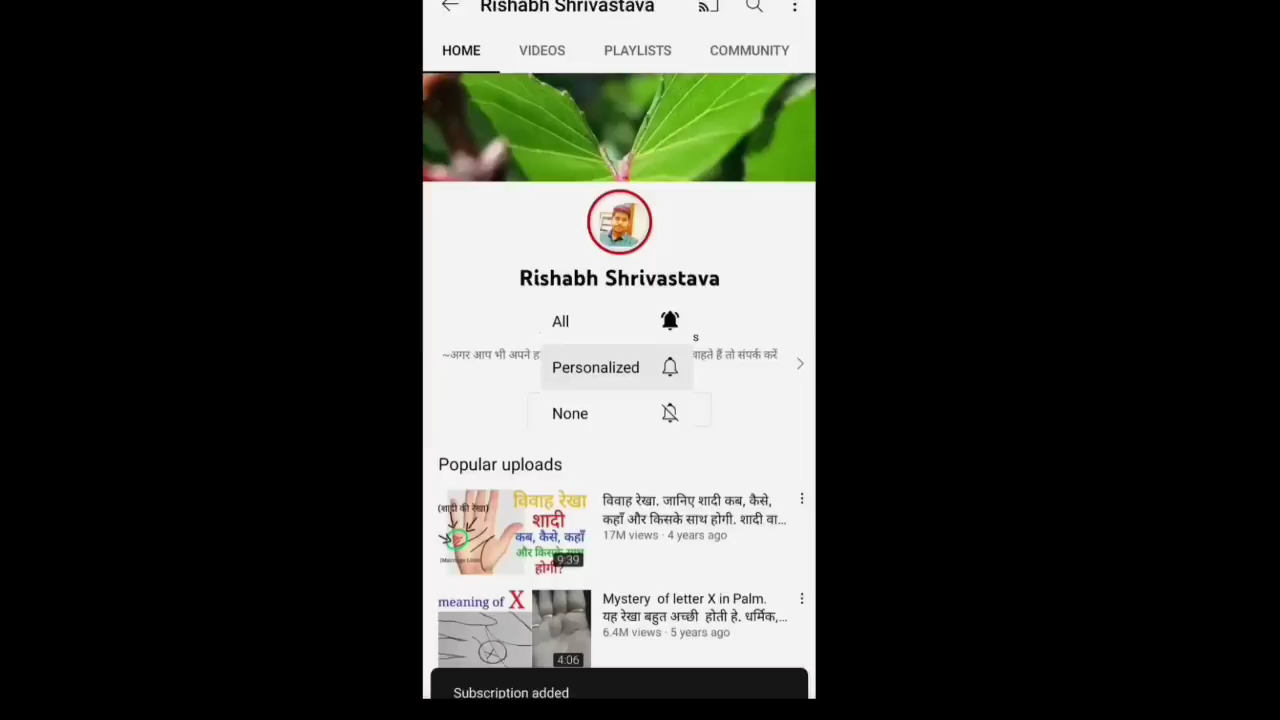 Rishabh Shrivastava
HOME VIDEOS PLAYLISTS COMMUNITY
Rishabh Shrivastava
All
s
~अगर आप भी अपने ह
हते हैं तो संपर्क करें
Personalized
None
Popular uploads
(शादी की रेखा)
विवाह रेखा
शादी
कब, कैसे, कहाँ
और किसके साथ
होगी?
9:39
विवाह रेखा. जानिए शादी कब, कैसे,
कहाँ और किसके साथ होगी. शादी वा...
17M views · 4 years ago
meaning of X
4:06
Mystery of letter X in Palm.
यह रेखा बहुत अच्छी होती हे. धर्मिक,...
6.4M views · 5 years ago
Subscription added